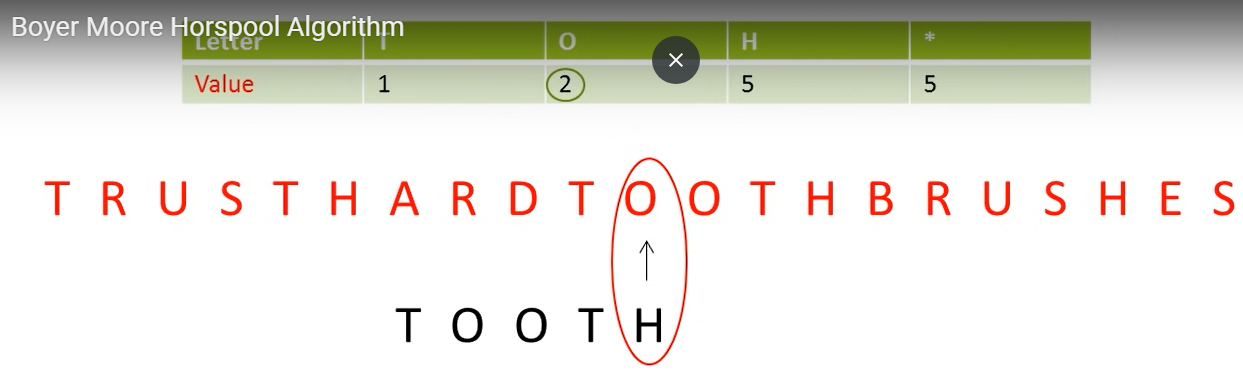 Boyer Moore Horspool Algorithm
Letter T O H *
Value 1 2 5 5
T R U S T H A R D T O O T H B R U S H E S
T O O T H